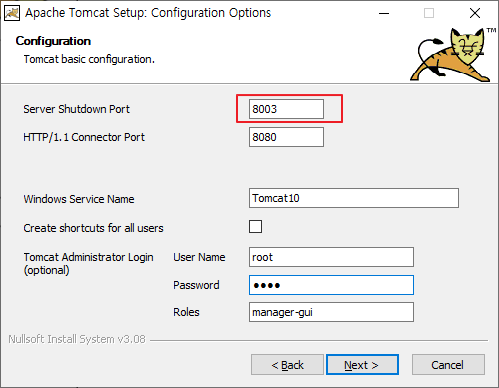 Apache Tomcat Setup: Configuration Options
Configuration
Tomcat basic configuration.
TM
Server Shutdown Port 8003
HTTP/1.1 Connector Port 8080
Windows Service Name Tomcat10
Create shortcuts for all users
Tomcat Administrator Login (optional)
User Name root
Password ●●●●
Roles manager-gui
Nullsoft Install System v3.08
< Back Next > Cancel